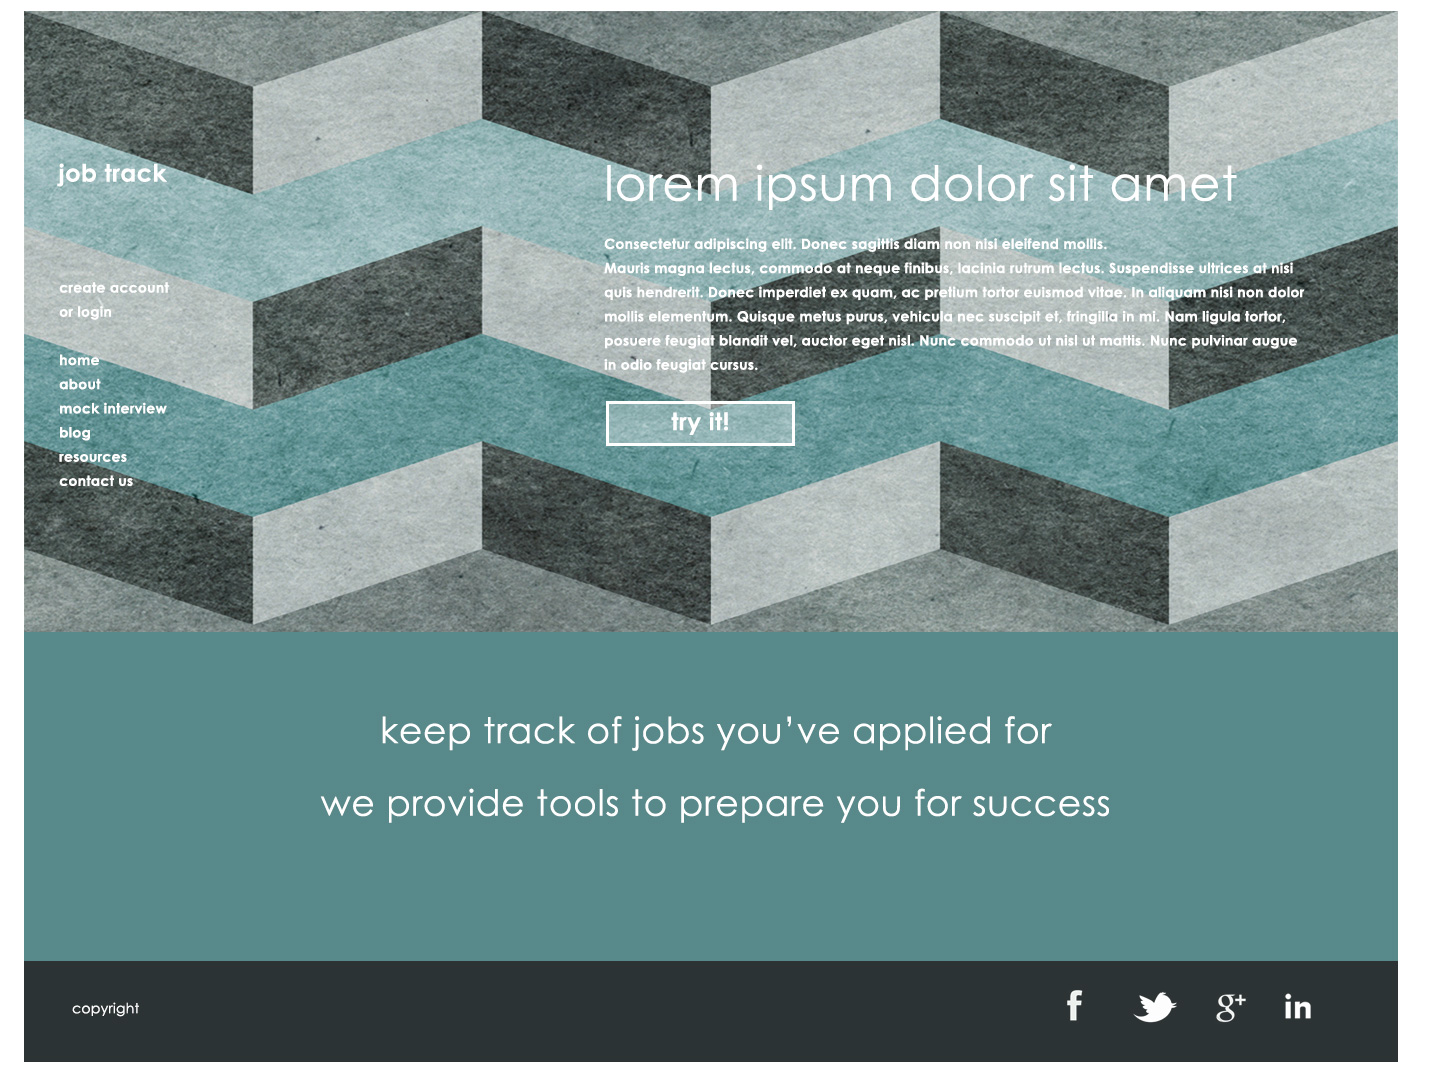 job track
create account
or login
home
about
mock interview
blog
resources
contact us
lorem ipsum dolor sit amet
Consectetur adipiscing elit. Donec sagittis diam non nisi eleifend mollis.
Mauris magna lectus, commodo at neque finibus, lacinia rutrum lectus. Suspendisse ultrices at nisi
quis hendrerit. Donec imperdiet ex quam, ac pretium tortor euismod vitae. In aliquam nisi non dolor
mollis elementum. Quisque metus purus, vehicula nec suscipit et, fringilla in mi. Nam ligula tortor,
posuere feugiat blandit vel, auctor eget nisl. Nunc commodo ut nisl ut mattis. Nunc pulvinar augue
in odio feugiat cursus.
try it!
keep track of jobs you’ve applied for
we provide tools to prepare you for success
copyright
f g+ in